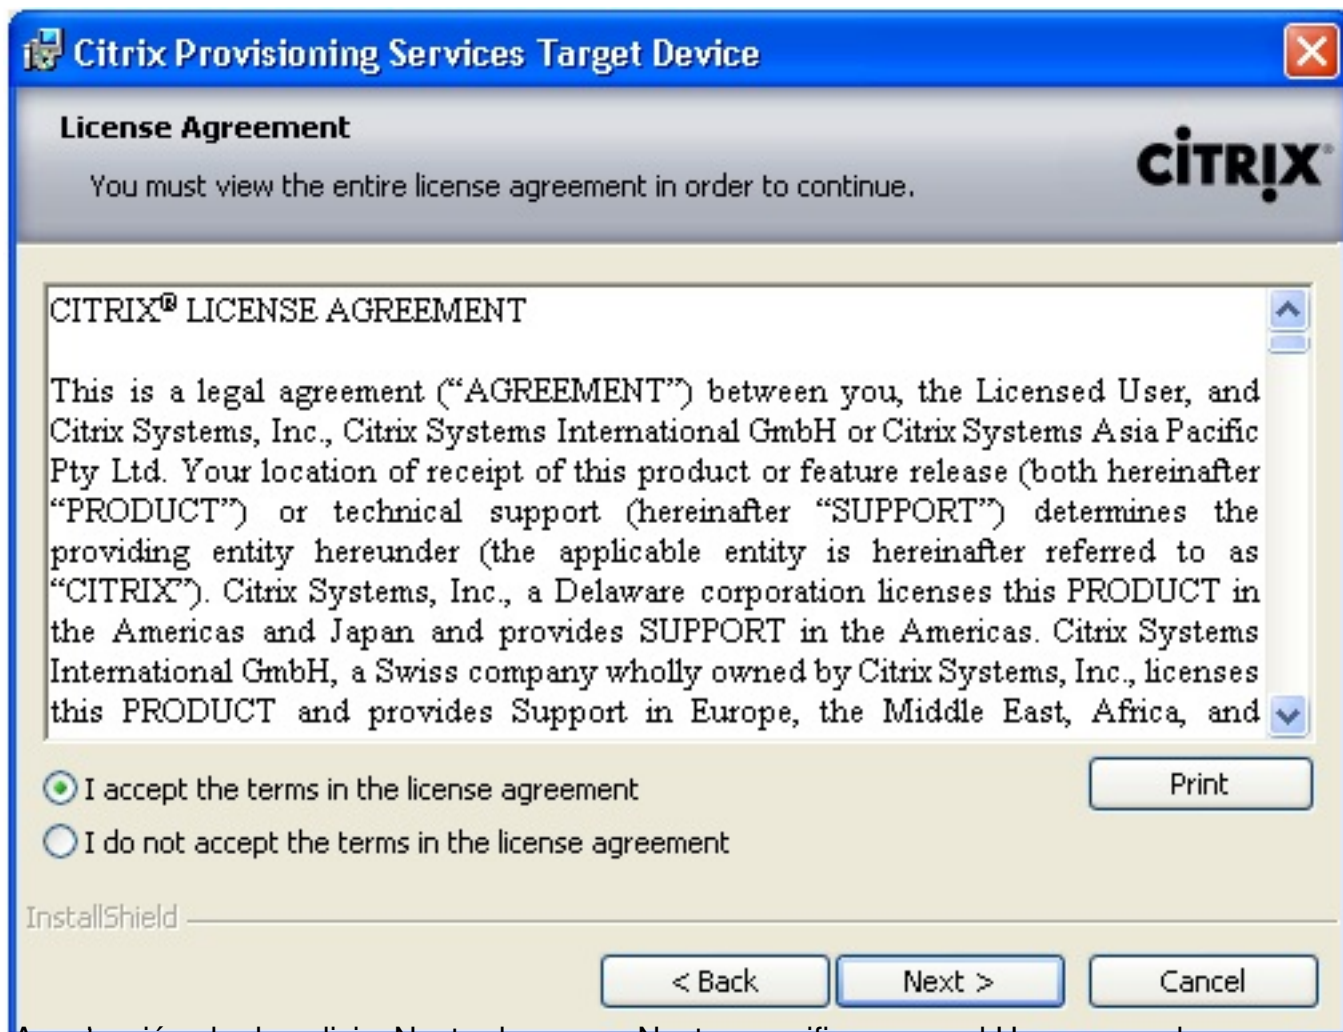 Citrix Provisioning Services Target Device
License Agreement
You must view the entire license agreement in order to continue.
CİTRIX®
CITRIX® LICENSE AGREEMENT
This is a legal agreement (“AGREEMENT”) between you, the Licensed User, and
Citrix Systems, Inc., Citrix Systems International GmbH or Citrix Systems Asia Pacific
Pty Ltd. Your location of receipt of this product or feature release (both hereinafter
“PRODUCT”) or technical support (hereinafter “SUPPORT”) determines the
providing entity hereunder (the applicable entity is hereinafter referred to as
“CITRIX”). Citrix Systems, Inc., a Delaware corporation licenses this PRODUCT in
the Americas and Japan and provides SUPPORT in the Americas. Citrix Systems
International GmbH, a Swiss company wholly owned by Citrix Systems, Inc., licenses
this PRODUCT and provides Support in Europe, the Middle East, Africa, and
I accept the terms in the license agreement
Print
I do not accept the terms in the license agreement
InstallShield
< Back
Next >
Cancel